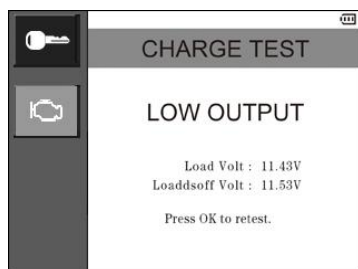 CHARGE TEST
LOW OUTPUT
Load Volt : 11.43V
Loaddsoff Volt : 11.53V
Press OK to retest.